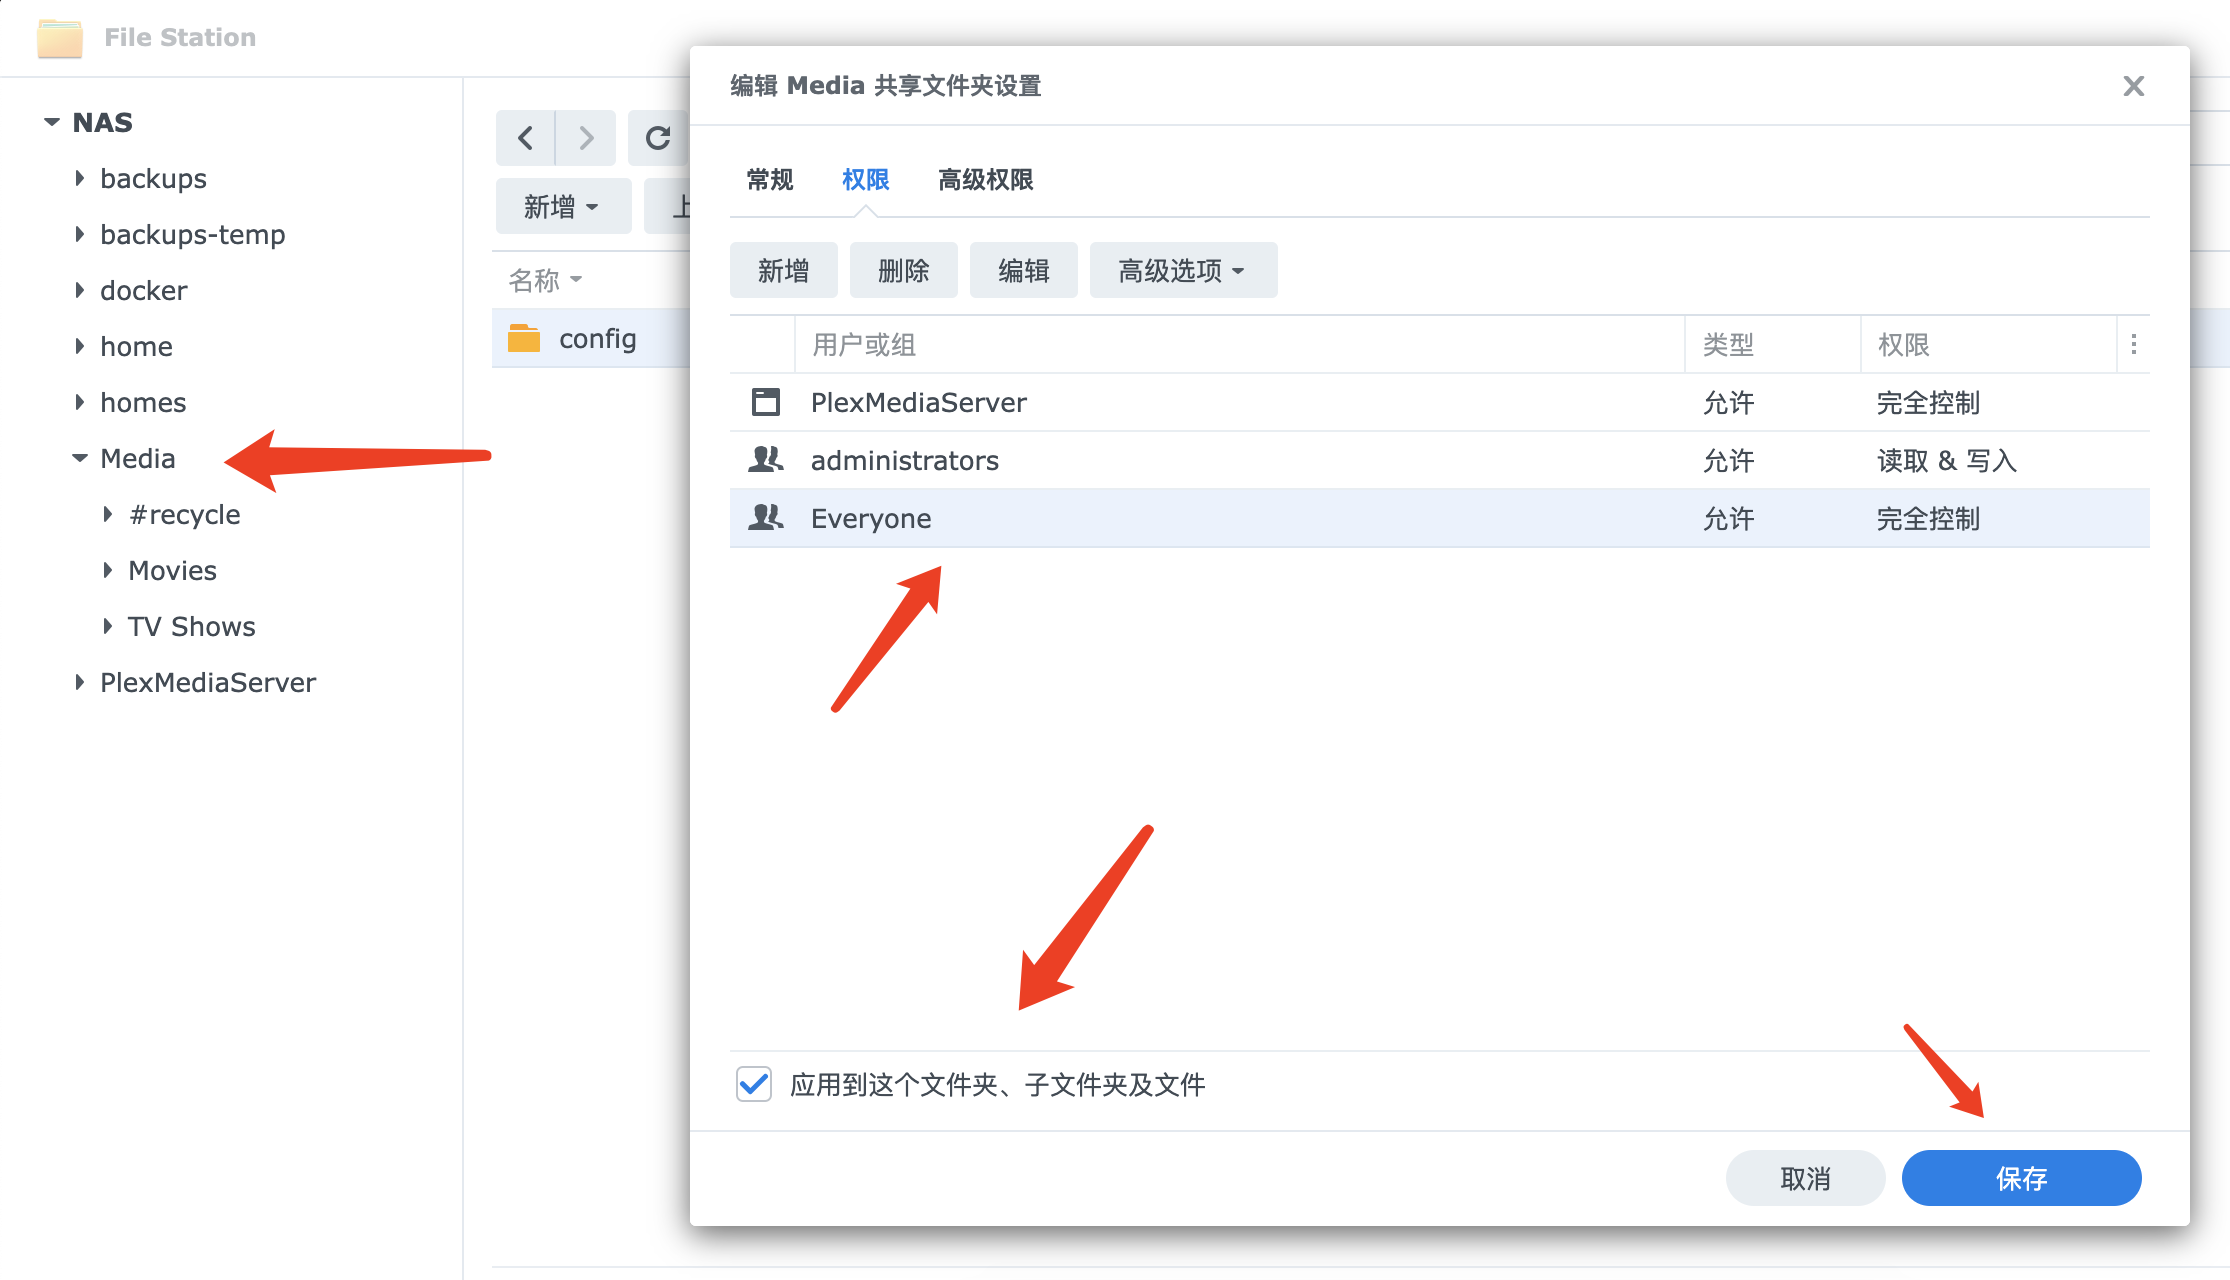 File Station
NAS
backups
backups-temp
docker
home
homes
Media
#recycle
Movies
TV Shows
PlexMediaServer
新增
上
名称
config
编辑 Media 共享文件夹设置
常规 权限 高级权限
新增 删除 编辑 高级选项
用户或组 类型 权限
PlexMediaServer 允许 完全控制
administrators 允许 读取 & 写入
Everyone 允许 完全控制
应用到这个文件夹、子文件夹及文件
取消 保存